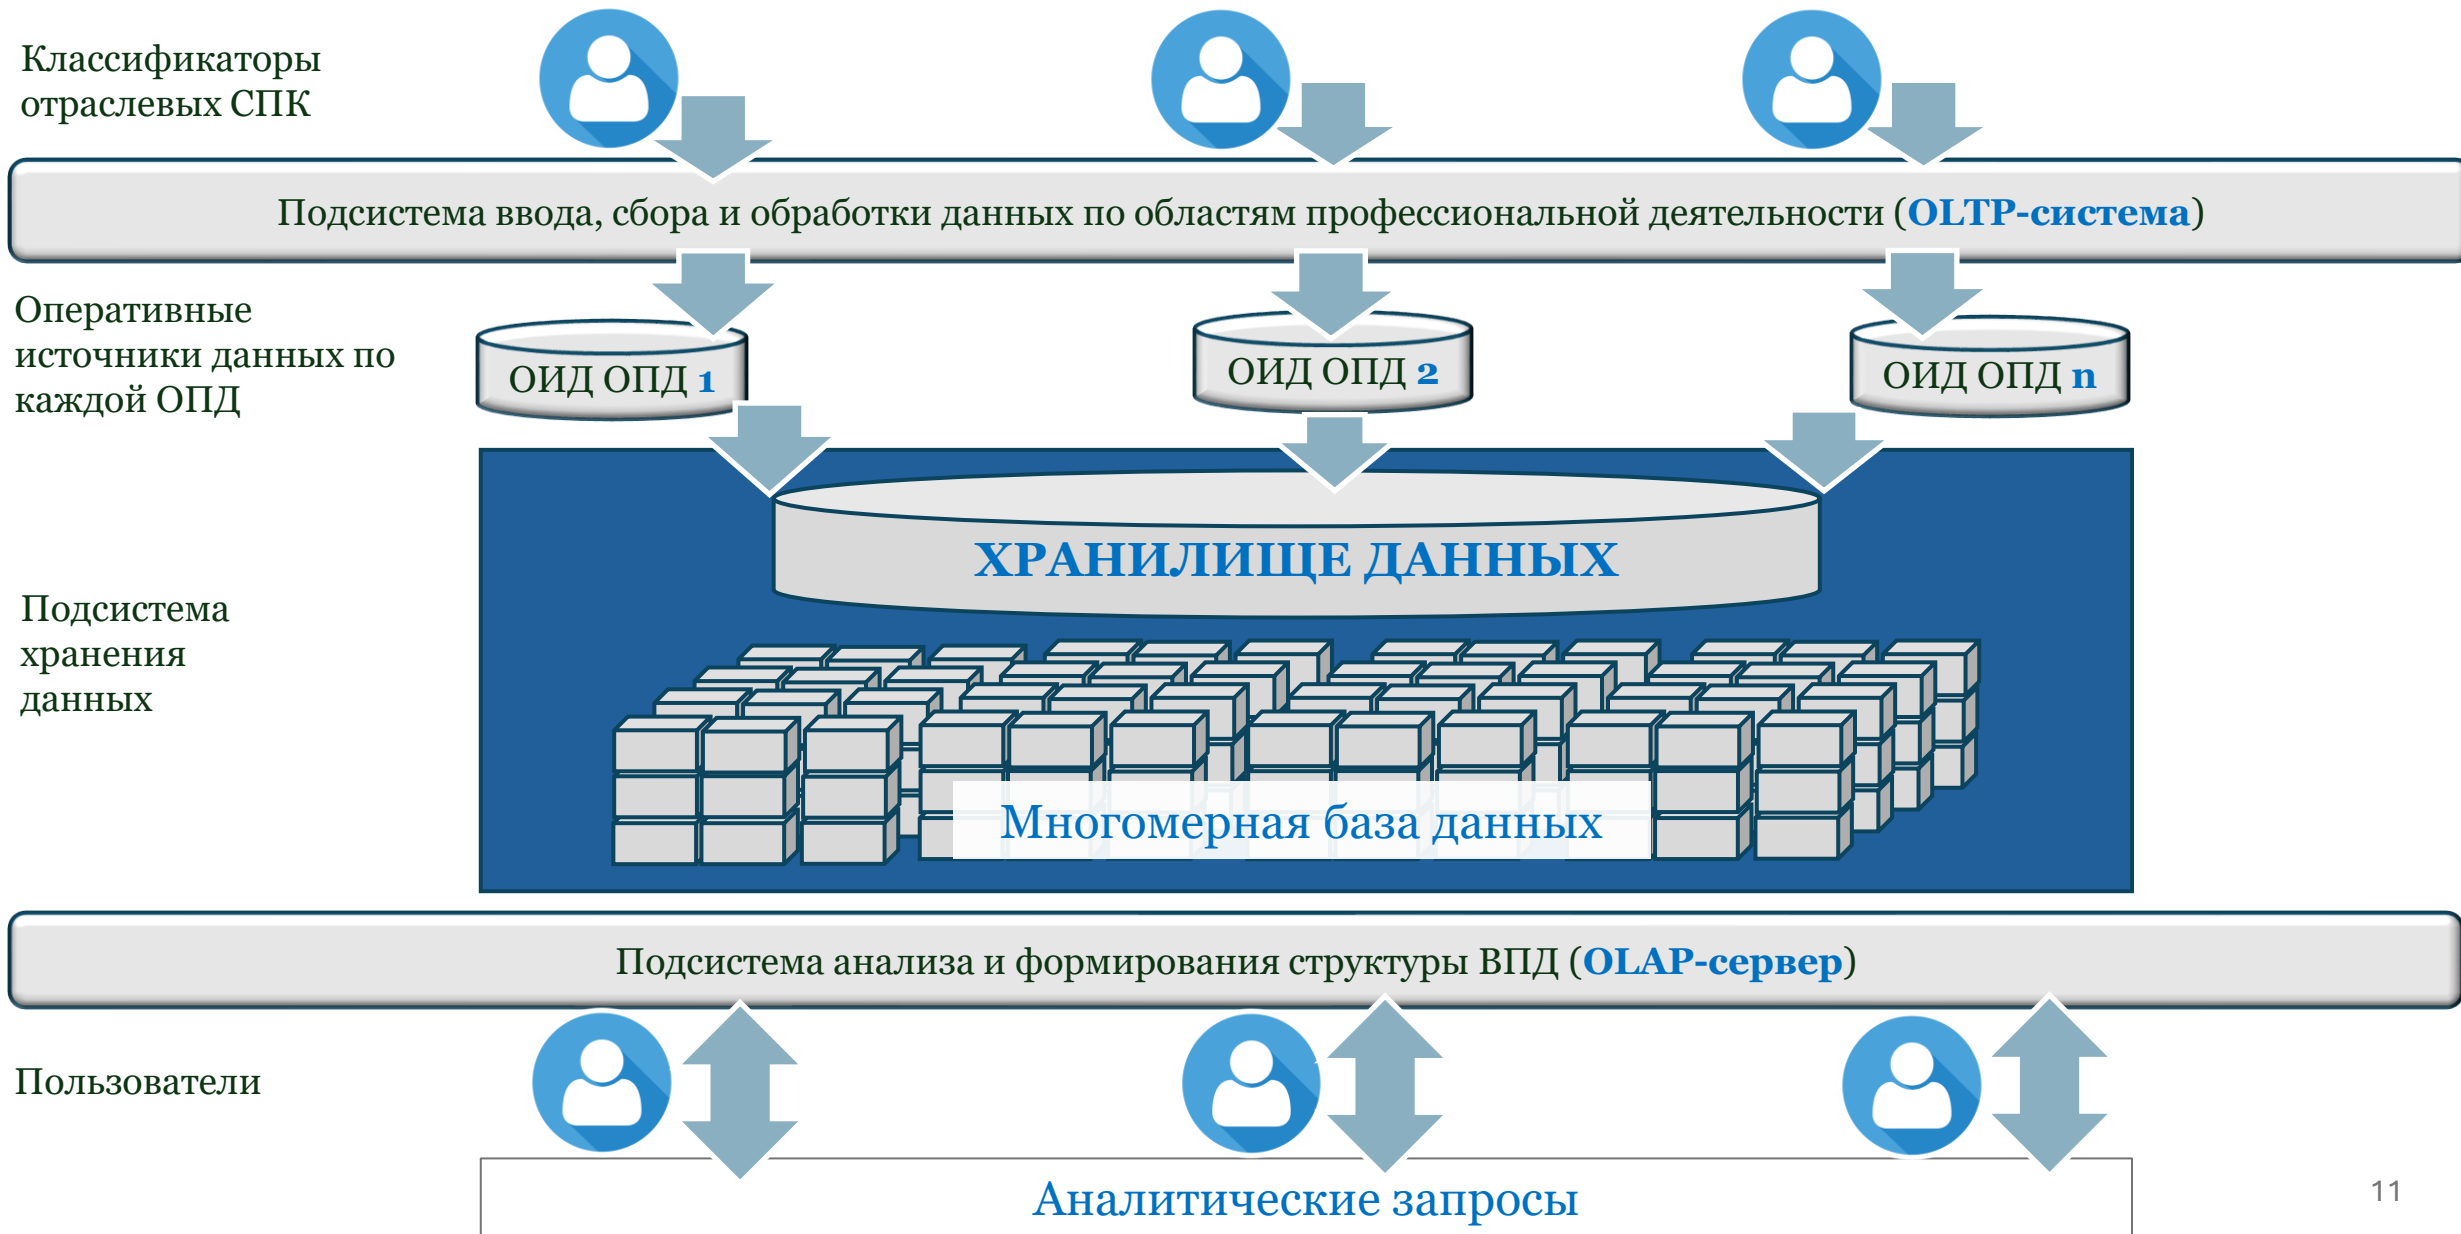 Классификаторы
отраслевых СПК
Подсистема ввода, сбора и обработки данных по областям профессиональной деятельности (OLTP-система)
Оперативные
источники данных по
каждой ОПД
ОИД ОПД 1
ОИД ОПД 2
ОИД ОПД n
ХРАНИЛИЩЕ ДАННЫХ
Подсистема
хранения
данных
Многомерная база данных
Подсистема анализа и формирования структуры ВПД (OLAP-сервер)
Пользователи
Аналитические запросы
11